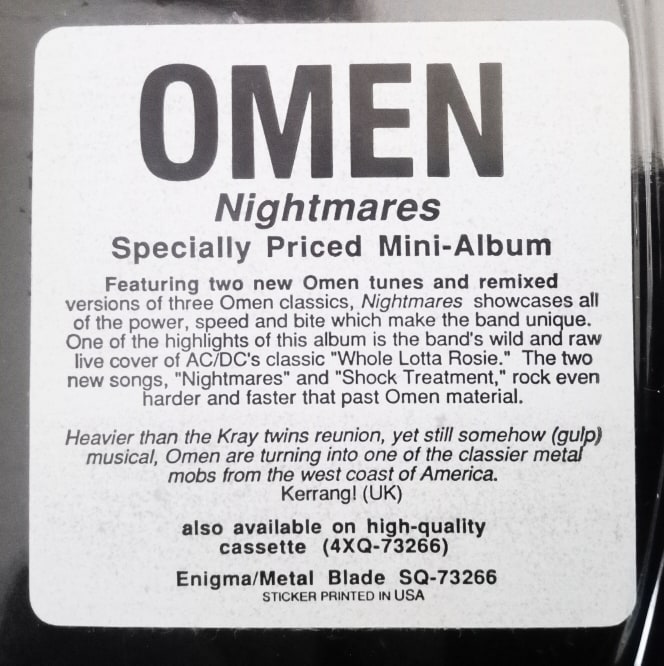 OMEN
Nightmares
Specially Priced Mini-Album
Featuring two new Omen tunes and remixed
versions of three Omen classics, Nightmares showcases all
of the power, speed and bite which make the band unique.
One of the highlights of this album is the band's wild and raw
live cover of AC/DC's classic "Whole Lotta Rosie." The two
new songs, "Nightmares" and "Shock Treatment," rock even
harder and faster that past Omen material.
Heavier than the Kray twins reunion, yet still somehow (gulp)
musical, Omen are turning into one of the classier metal
mobs from the west coast of America.
Kerrang! (UK)
also available on high-quality
cassette (4XQ-73266)
Enigma/Metal Blade SQ-73266
STICKER PRINTED IN USA